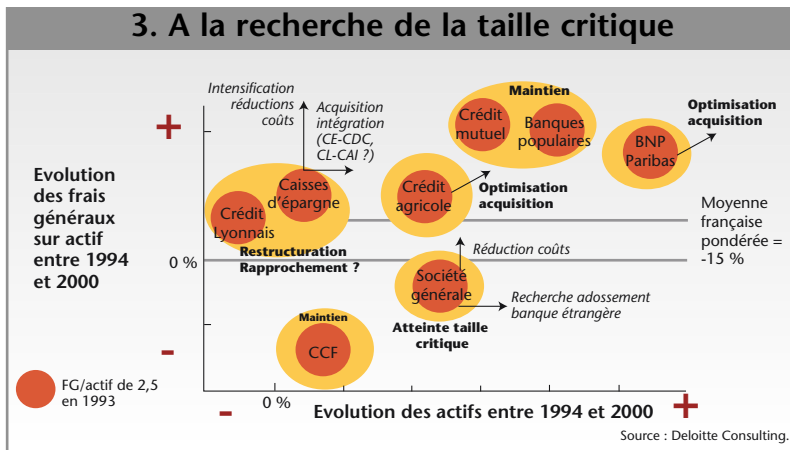 3. A la recherche de la taille critique
Intensification
réductions
coûts
Acquisition
intégration
(CE-CDC,
CL-CAI ?)
Maintien
Crédit
mutuel
Banques
populaires
Optimisation
acquisition
BNP
Paribas
+
Evolution
des frais
généraux
sur actif
entre 1994
et 2000
Caisses
d'épargne
Crédit
Lyonnais
Restructuration
Rapprochement ?
Crédit
agricole
Optimisation
acquisition
Moyenne
française
pondérée =
-15 %
0 %
Réduction coûts
Société
générale
Recherche adossement
banque étrangère
Atteinte taille
critique
Maintien
CCF
-
FG/actif de 2,5
en 1993
0 %
-
Evolution des actifs entre 1994 et 2000
+
Source : Deloitte Consulting.